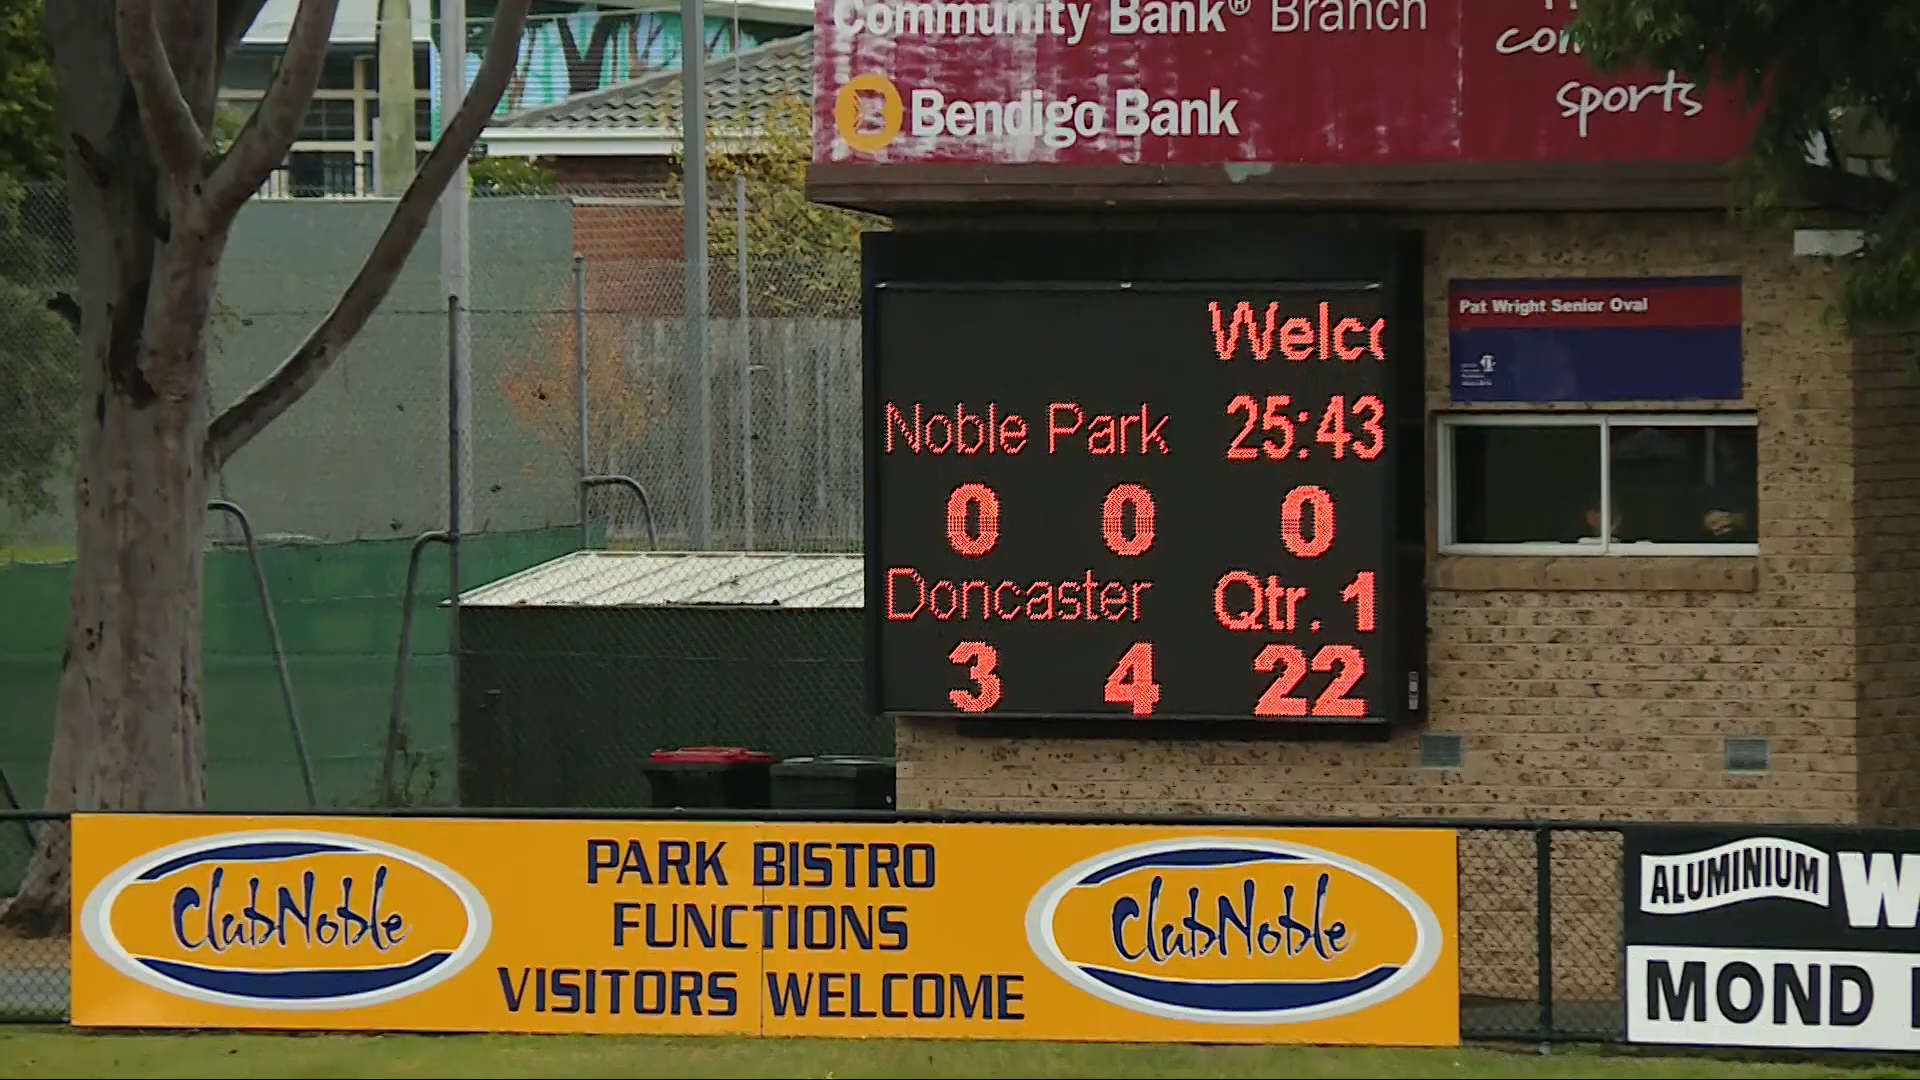 Community Bank® Branch
Bendigo Bank
sports
Pat Wright Senior Oval
Welc
Noble Park 25:43
0 0 0
Doncaster Qtr. 1
3 4 22
ClubNoble
PARK BISTRO
FUNCTIONS
VISITORS WELCOME
ClubNoble
ALUMINIUM W
MOND